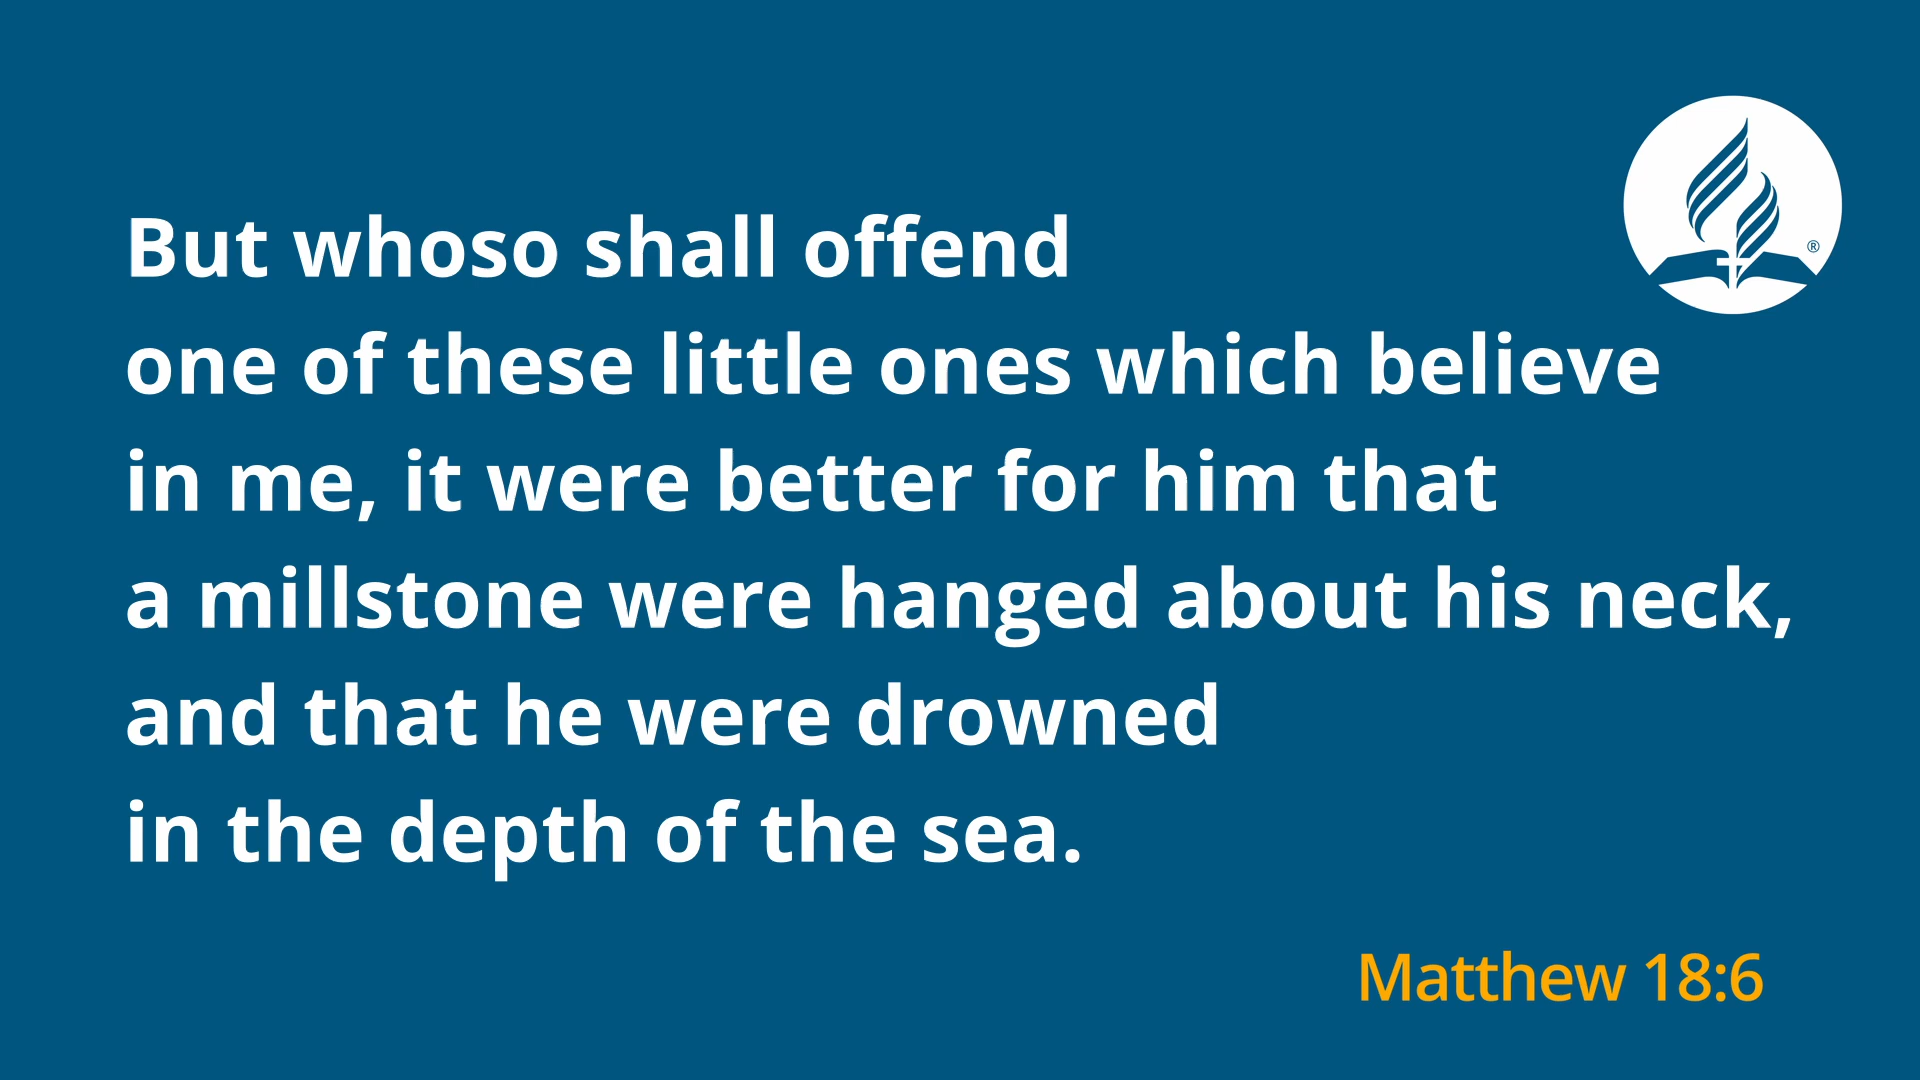 But whoso shall offend
one of these little ones which believe
in me, it were better for him that
a millstone were hanged about his neck,
and that he were drowned
in the depth of the sea.
®
Matthew 18:6